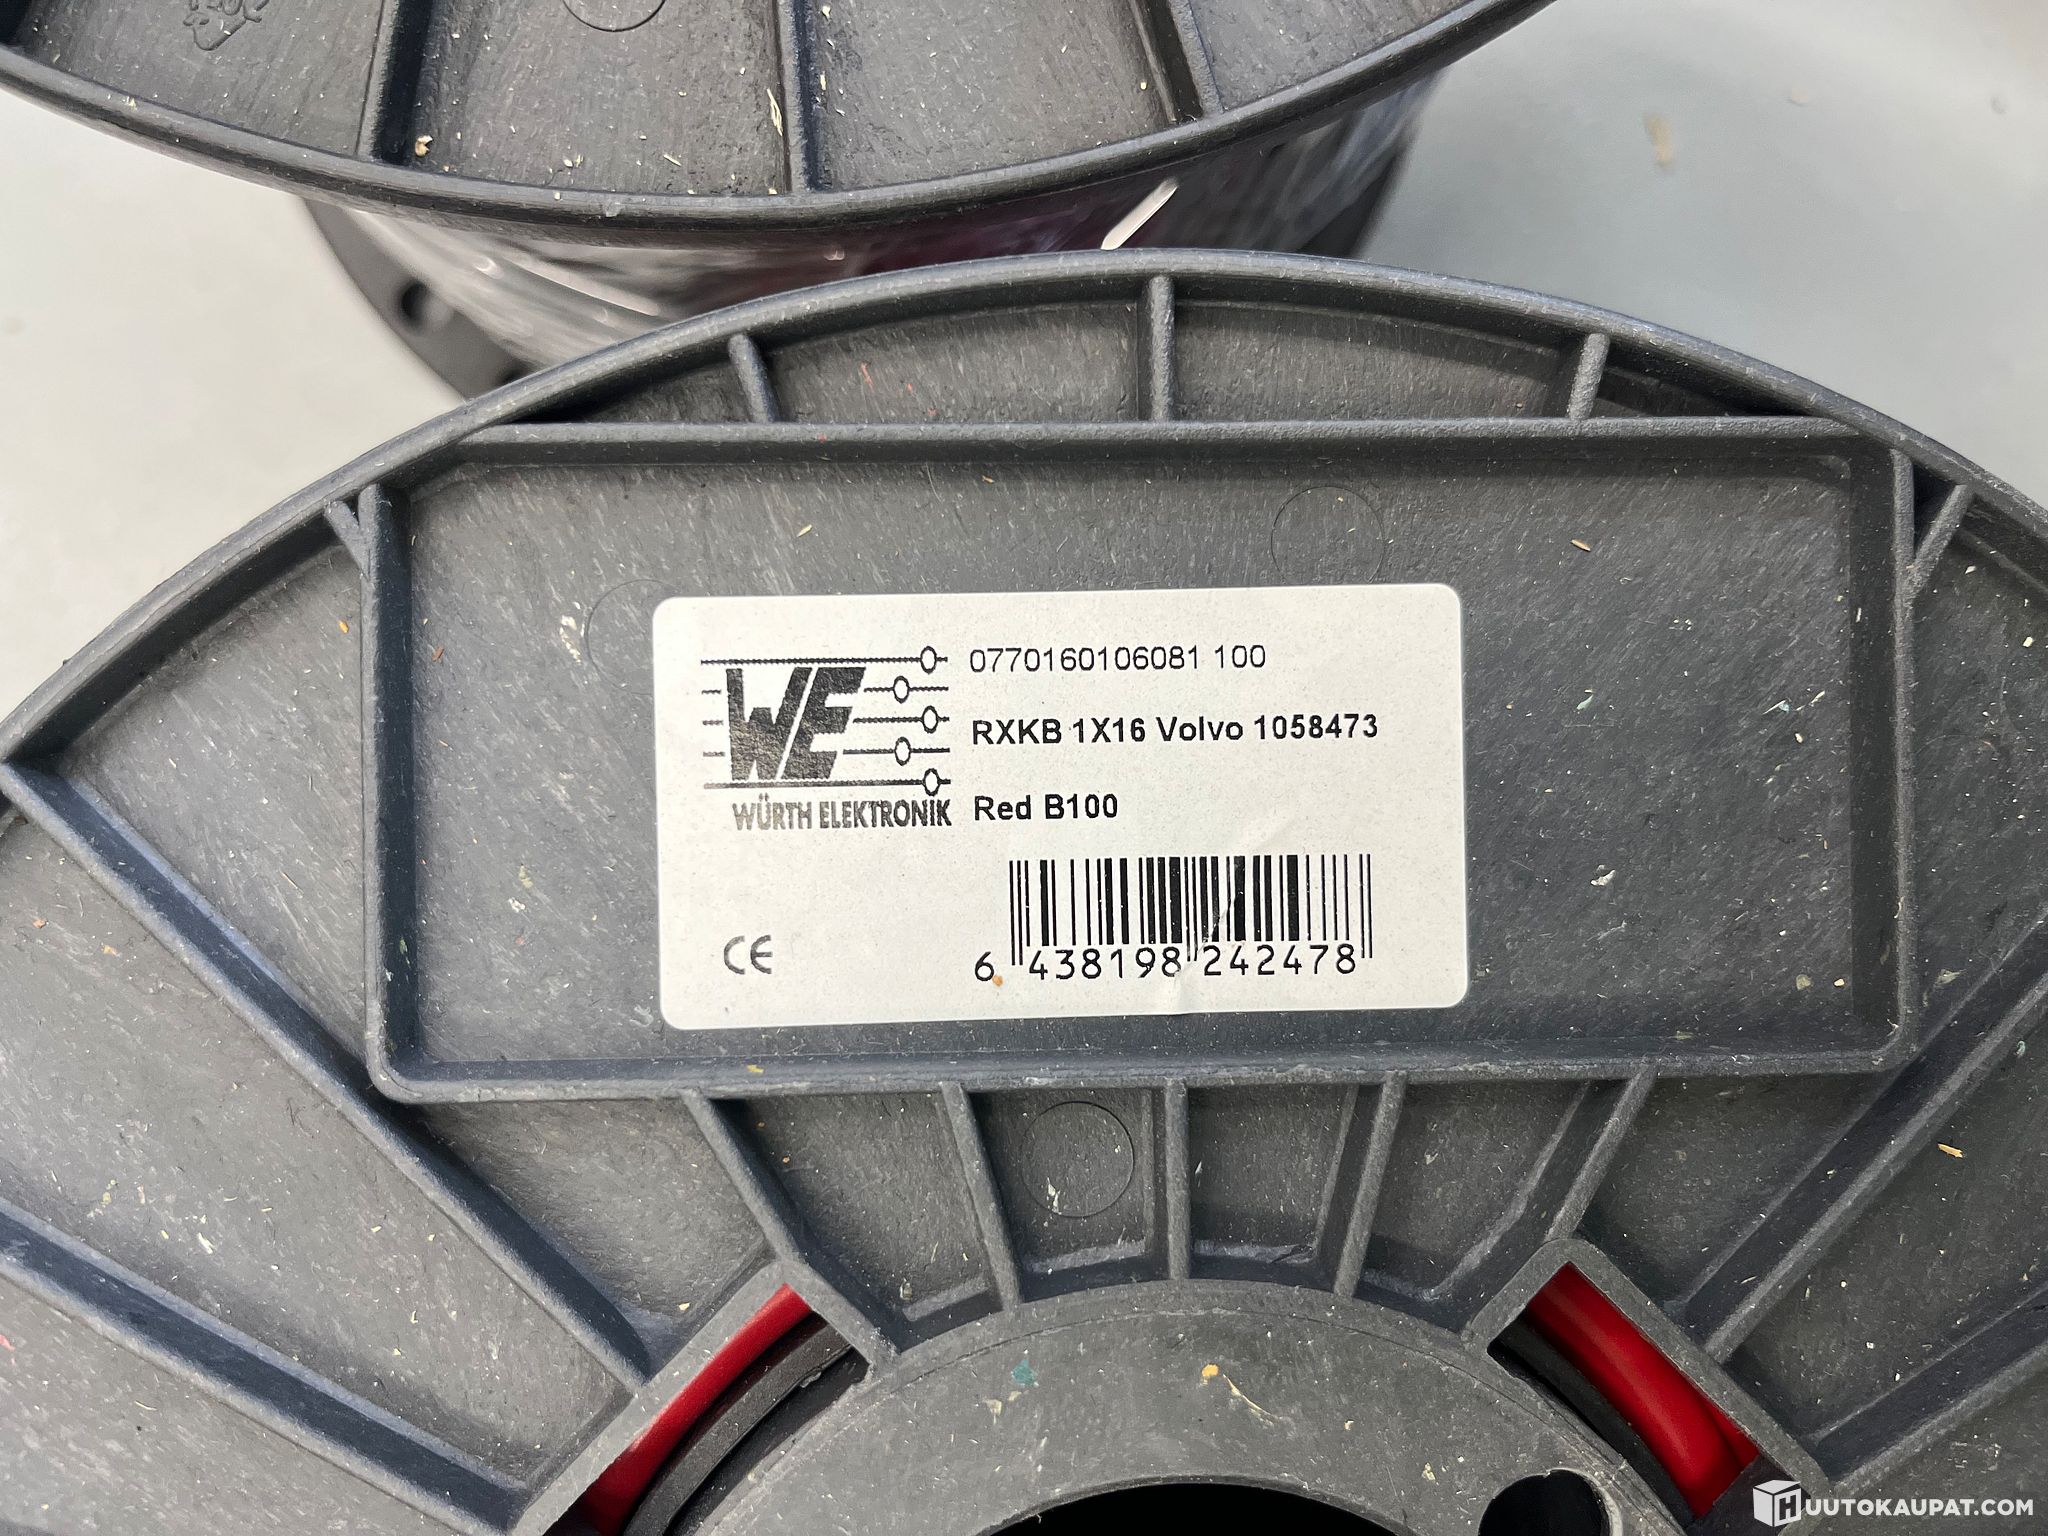 0770160106081 100
WE
RXKB 1X16 Volvo 1058473
WÜRTH ELEKTRONIK
Red B100
CE
6 438198 242478
HUUTOKAUPAT.COM